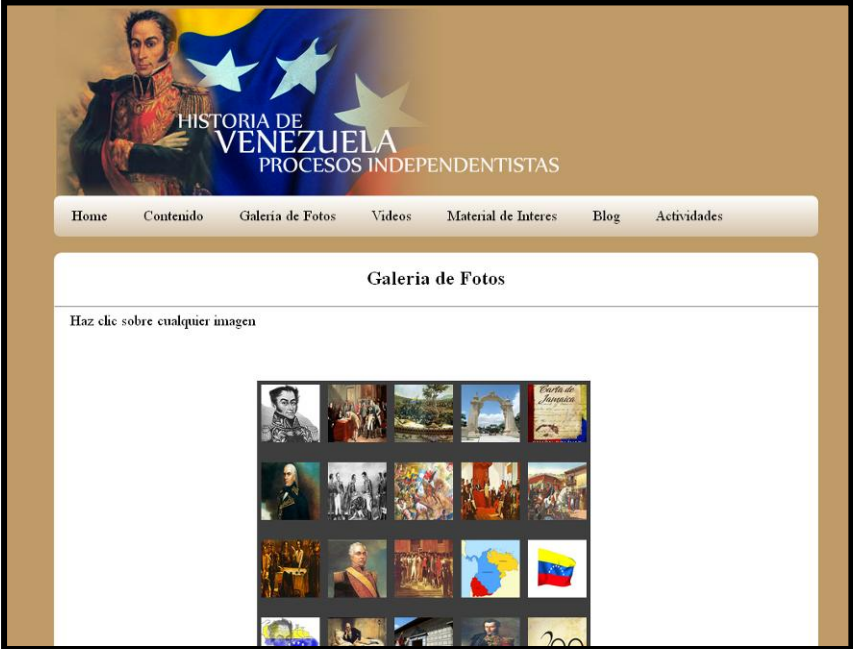 HISTORIA DE
VENEZUELA
PROCESOS INDEPENDENTISTAS
Home Contenido Galeria de Fotos Videos Material de Interes Blog Actividades
Galeria de Fotos
Haz clic sobre cualquier imagen
Carta de
Jamaica
200